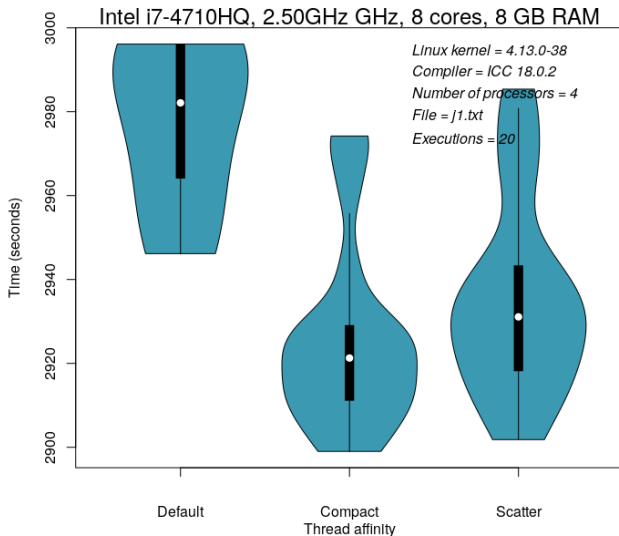 Intel i7-4710HQ, 2.50GHz GHz, 8 cores, 8 GB RAM
Linux kernel = 4.13.0-38
Compiler = ICC 18.0.2
Number of processors = 4
File = j1.txt
Executions = 20
Time (seconds)
3000
2980
2960
2940
2920
2900
Default Compact Scatter
Thread affinity